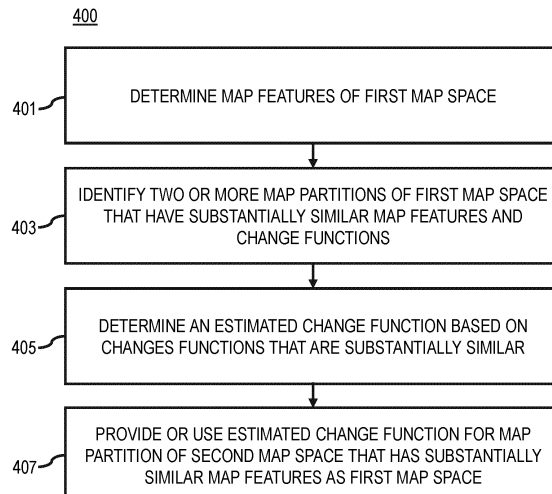 400
401
DETERMINE MAP FEATURES OF FIRST MAP SPACE
403
IDENTIFY TWO OR MORE MAP PARTITIONS OF FIRST MAP SPACE
THAT HAVE SUBSTANTIALLY SIMILAR MAP FEATURES AND
CHANGE FUNCTIONS
405
DETERMINE AN ESTIMATED CHANGE FUNCTION BASED ON
CHANGES FUNCTIONS THAT ARE SUBSTANTIALLY SIMILAR
407
PROVIDE OR USE ESTIMATED CHANGE FUNCTION FOR MAP
PARTITION OF SECOND MAP SPACE THAT HAS SUBSTANTIALLY
SIMILAR MAP FEATURES AS FIRST MAP SPACE